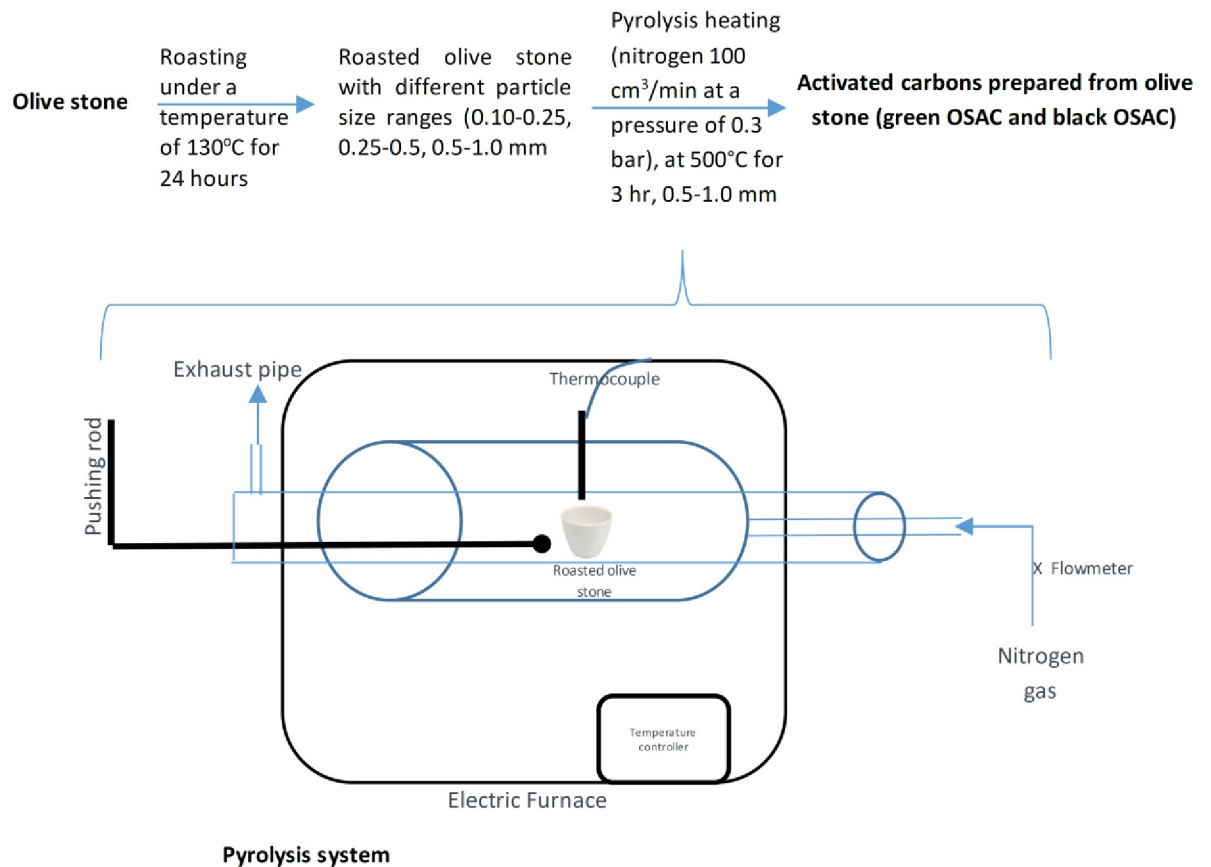 Olive stone
Roasting
under a
temperature
of 130°C for
24 hours
Roasted olive stone
with different particle
size ranges (0.10-0.25,
0.25-0.5, 0.5-1.0 mm
Pyrolysis heating
(nitrogen 100
cm³/min at a
pressure of 0.3
bar), at 500°C for
3 hr, 0.5-1.0 mm
Activated carbons prepared from olive
stone (green OSAC and black OSAC)
Exhaust pipe
Thermocouple
Pushing rod
Roasted olive
stone
X Flowmeter
Nitrogen
gas
Temperature
controller
Electric Furnace
Pyrolysis system